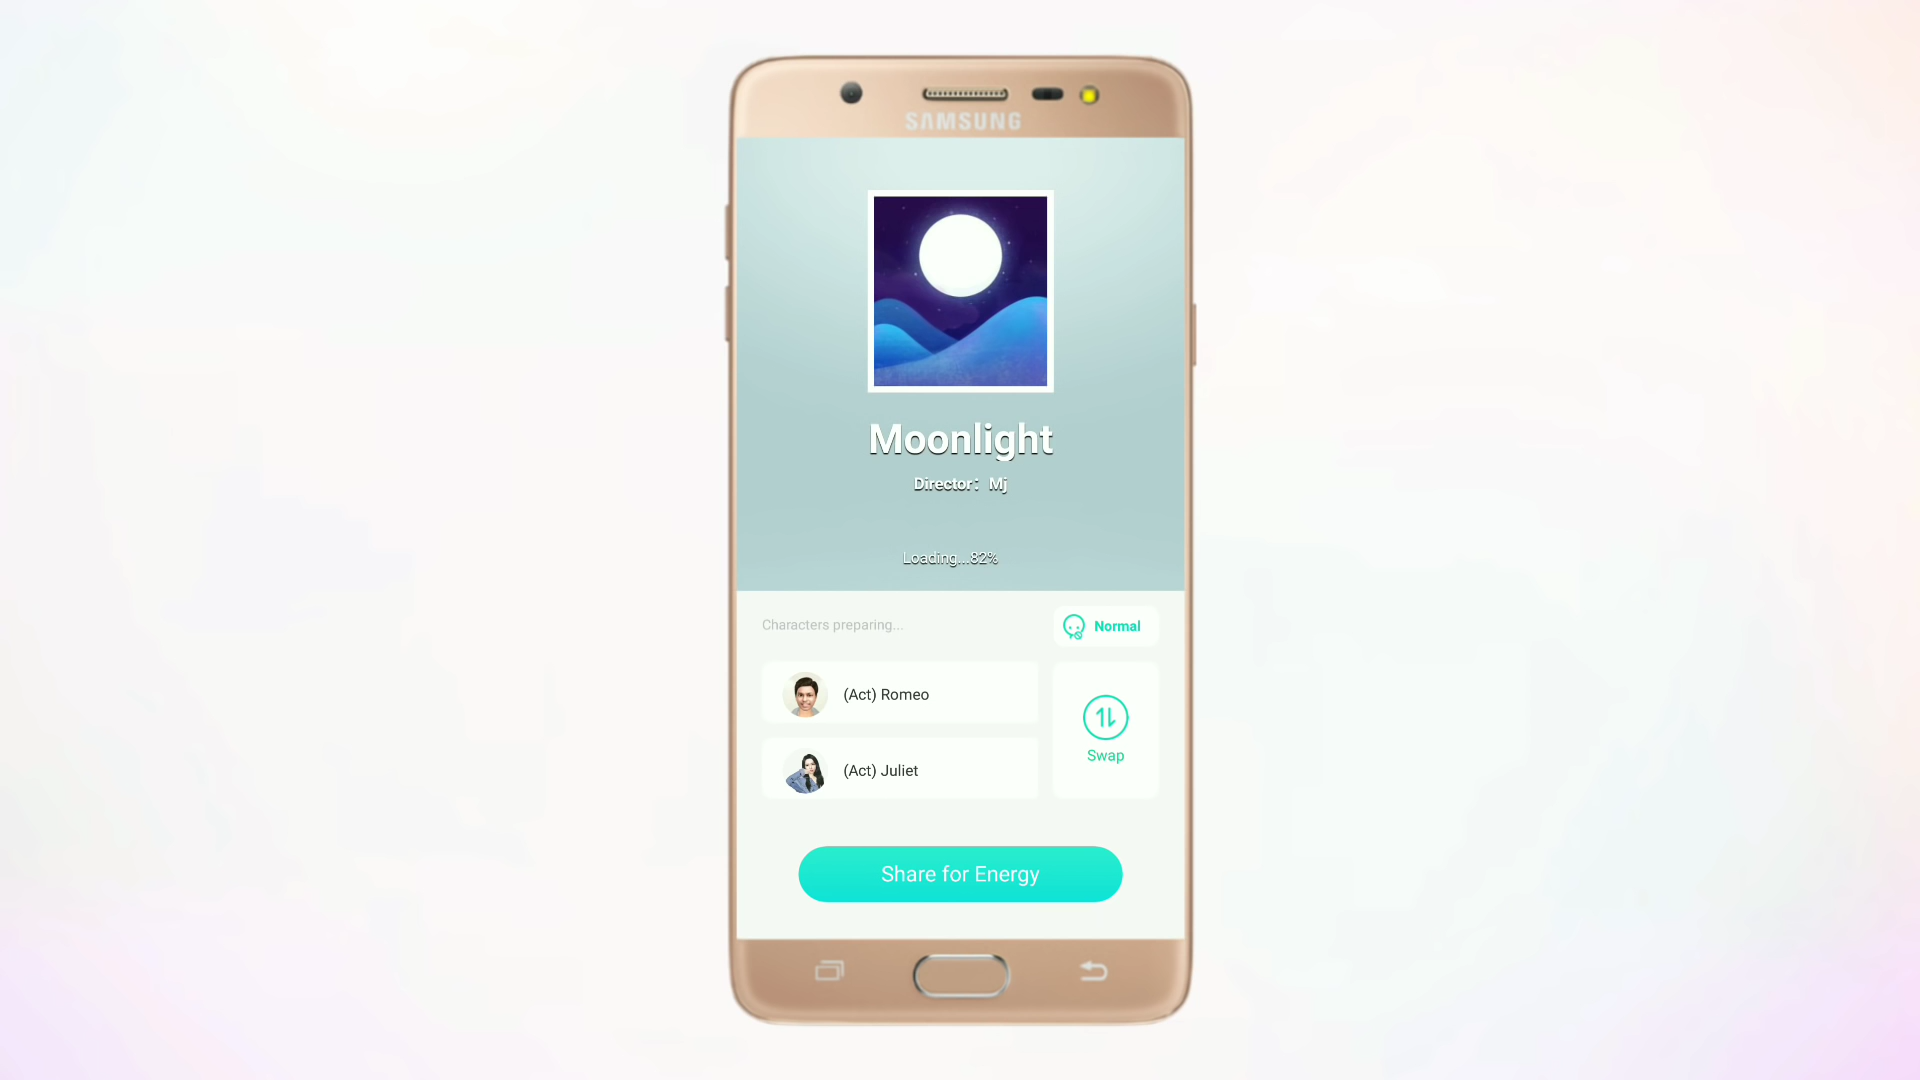 SAMSUNG
Moonlight
Director： Mj
Loading...82%
Characters preparing...
Normal
(Act) Romeo
(Act) Juliet
Swap
Share for Energy